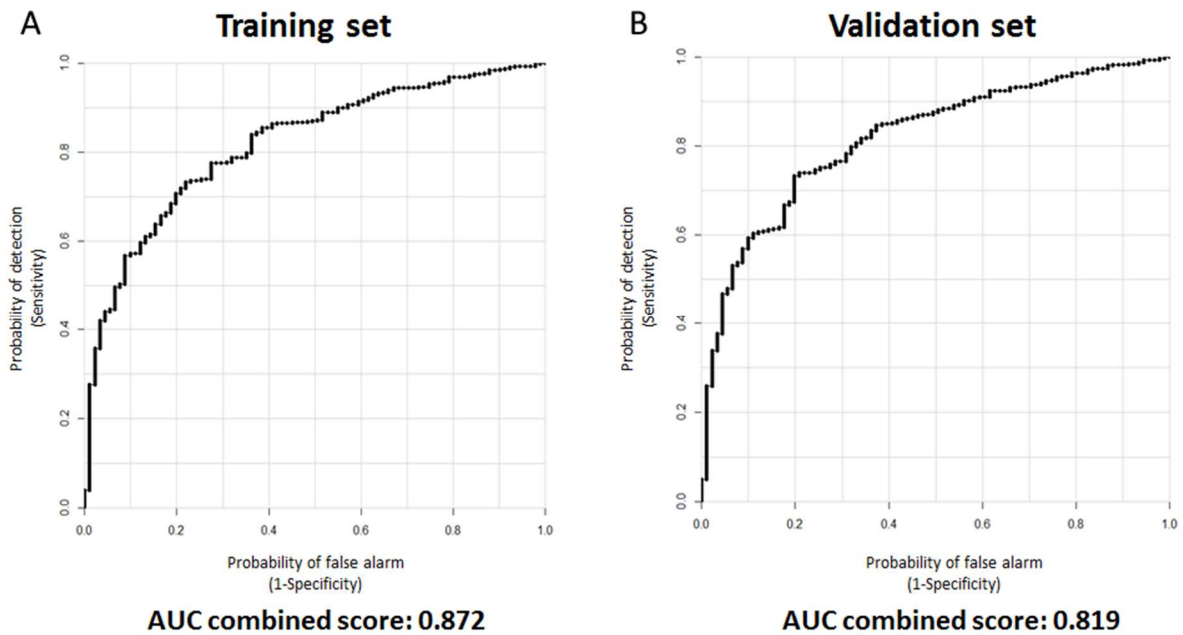 A
Training set
1.0
0.8
0.6
0.4
0.2
0.0
Probability of detection
(Sensitivity)
0.0 0.2 0.4 0.6 0.8 1.0
Probability of false alarm
(1-Specificity)
AUC combined score: 0.872
B
Validation set
1.0
0.8
0.6
0.4
0.2
0.0
Probability of detection
(Sensitivity)
0.0 0.2 0.4 0.6 0.8 1.0
Probability of false alarm
(1-Specificity)
AUC combined score: 0.819